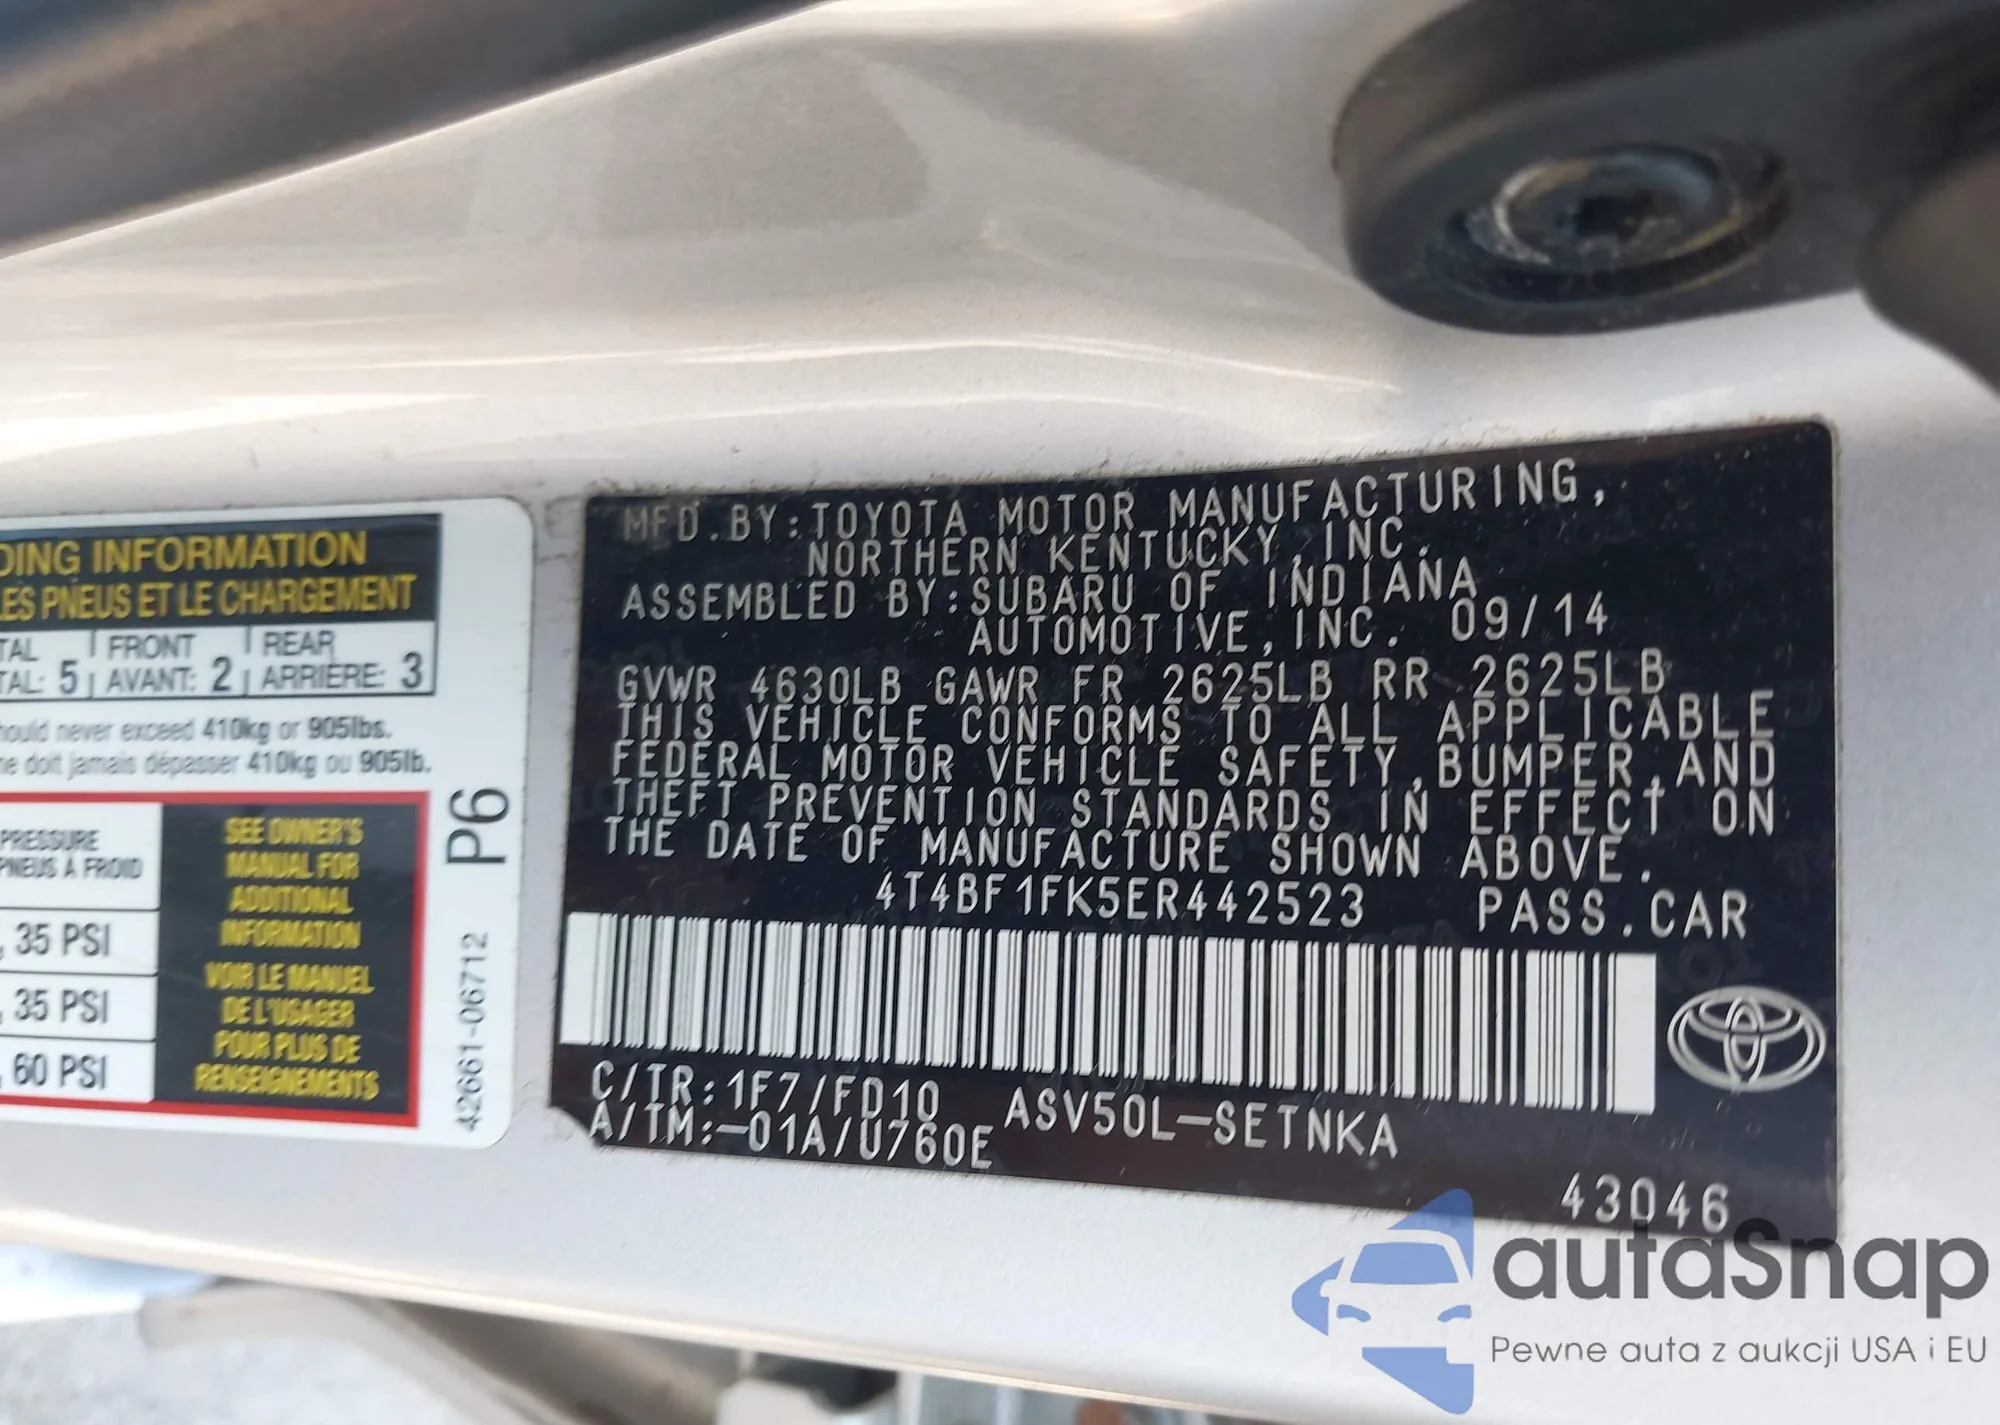 DING INFORMATION
LES PNEUS ET LE CHARGEMENT
TAL FRONT REAR
TAL: 5 AVANT: 2 ARRIÈRE: 3
ould never exceed 410kg or 905lbs.
ne doit jamais dépasser 410kg ou 905lb.
PRESSURE
PNEUS À FROID
, 35 PSI
, 35 PSI
, 60 PSI
SEE OWNER'S
MANUAL FOR
ADDITIONAL
INFORMATION
VOIR LE MANUEL
DE L'USAGER
POUR PLUS DE
RENSEIGNEMENTS
P6
42661-06712
MFD.BY:TOYOTA MOTOR MANUFACTURING,
NORTHERN KENTUCKY, INC.
ASSEMBLED BY:SUBARU OF INDIANA
AUTOMOTIVE,INC. 09/14
GVWR 4630LB GAWR FR 2625LB RR 2625LB
THIS VEHICLE CONFORMS TO ALL APPLICABLE
FEDERAL MOTOR VEHICLE SAFETY,BUMPER,AND
THEFT PREVENTION STANDARDS IN EFFECT ON
THE DATE OF MANUFACTURE SHOWN ABOVE.
4T4BF1FK5ER442523 PASS.CAR
C/TR:1F7/FD10 ASV50L-SETNKA
A/TM:-01A/U760E
43046
autaSnap
Pewne auta z aukcji USA i EU